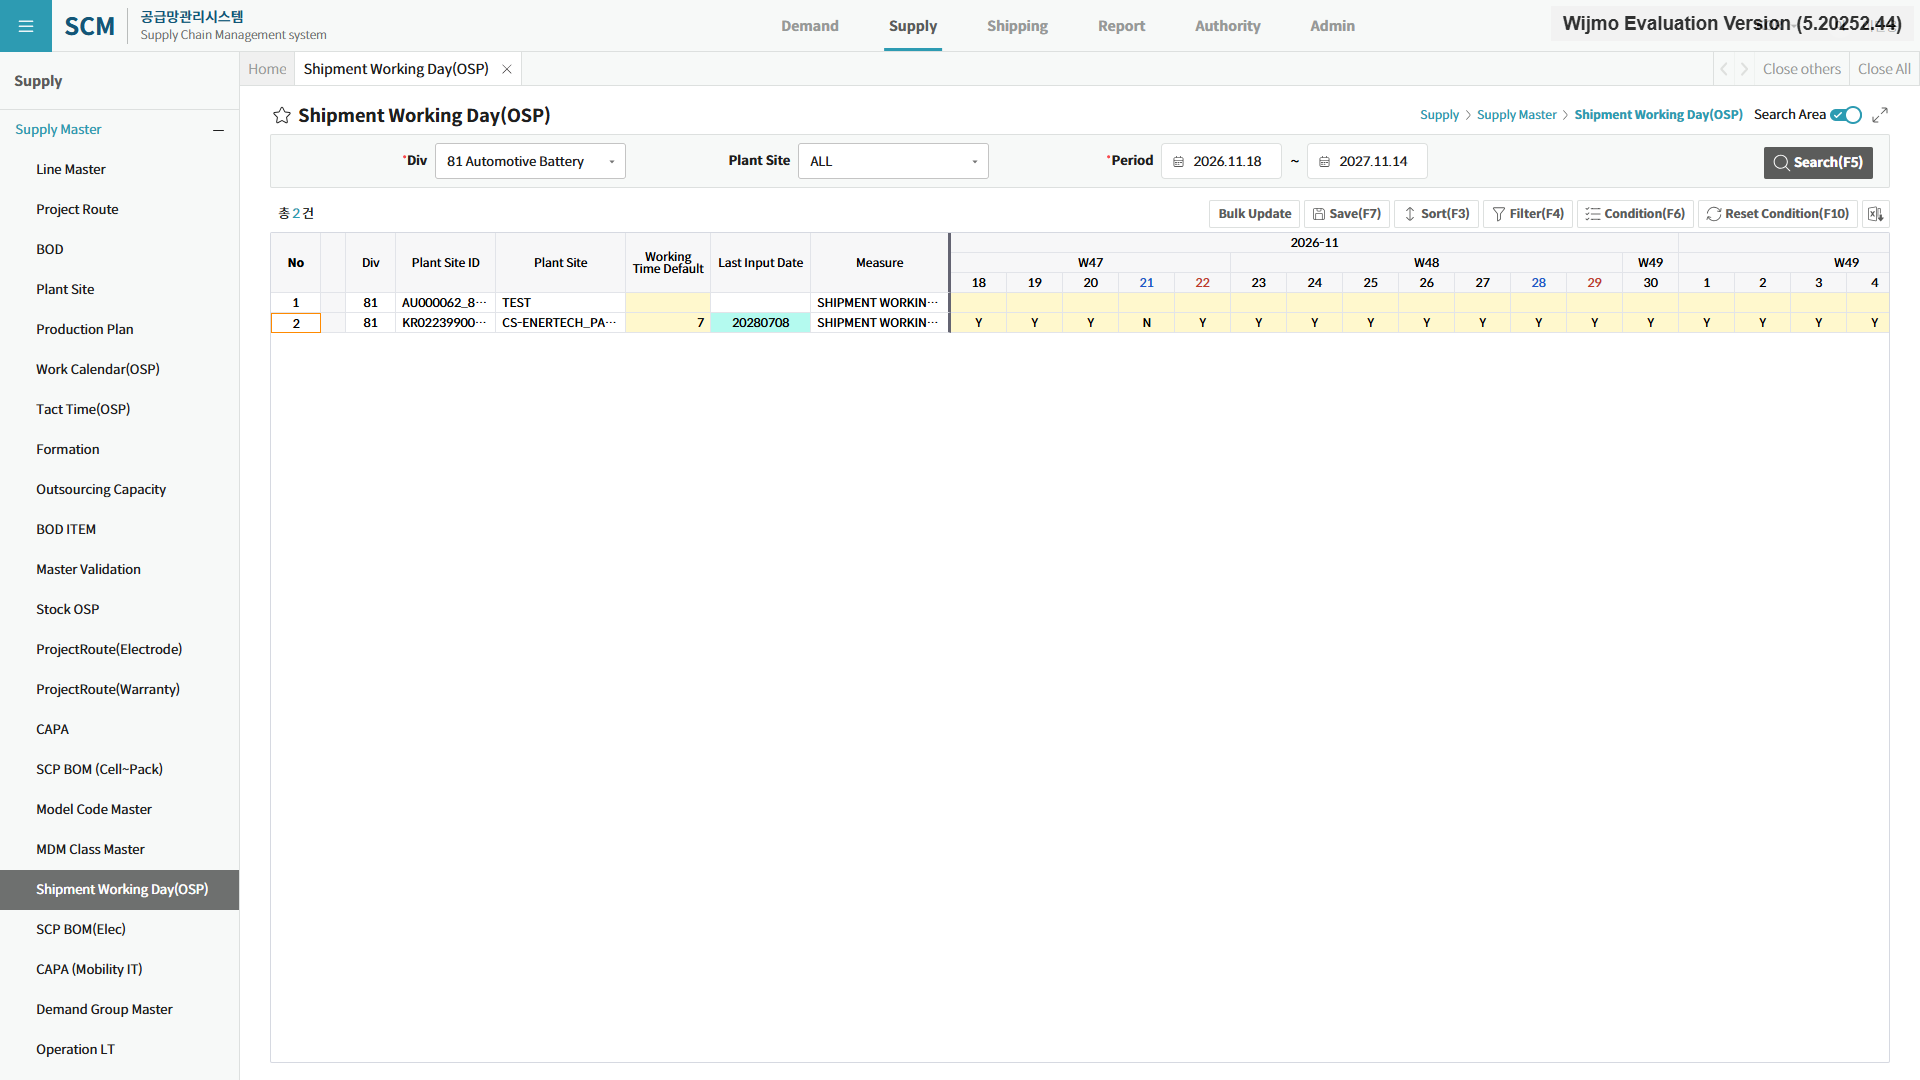 SCM
공급망관리시스템
Supply Chain Management system
Demand
Supply
Shipping
Report
Authority
Admin
Wijmo Evaluation Version (5.20252.44)
Supply
Home
Shipment Working Day(OSP)
Close others
Close All
Supply Master
Line Master
Project Route
BOD
Plant Site
Production Plan
Work Calendar(OSP)
Tact Time(OSP)
Formation
Outsourcing Capacity
BOD ITEM
Master Validation
Stock OSP
ProjectRoute(Electrode)
ProjectRoute(Warranty)
CAPA
SCP BOM (Cell~Pack)
Model Code Master
MDM Class Master
Shipment Working Day(OSP)
SCP BOM(Elec)
CAPA (Mobility IT)
Demand Group Master
Operation LT
Shipment Working Day(OSP)
Supply > Supply Master > Shipment Working Day(OSP)
Search Area
*Div 81 Automotive Battery
Plant Site ALL
*Period 2026.11.18 ~ 2027.11.14
Search(F5)
총 2 건
Bulk Update
Save(F7)
Sort(F3)
Filter(F4)
Condition(F6)
Reset Condition(F10)
No Div Plant Site ID Plant Site Working Time Default Last Input Date Measure
2026-11
W47 W48 W49 W49
18 19 20 21 22 23 24 25 26 27 28 29 30 1 2 3 4
1 81 AU000062_8··· TEST SHIPMENT WORKIN···
2 81 KR02239900··· CS-ENERTECH_PA··· 7 20280708 SHIPMENT WORKIN··· Y Y Y N Y Y Y Y Y Y Y Y Y Y Y Y Y